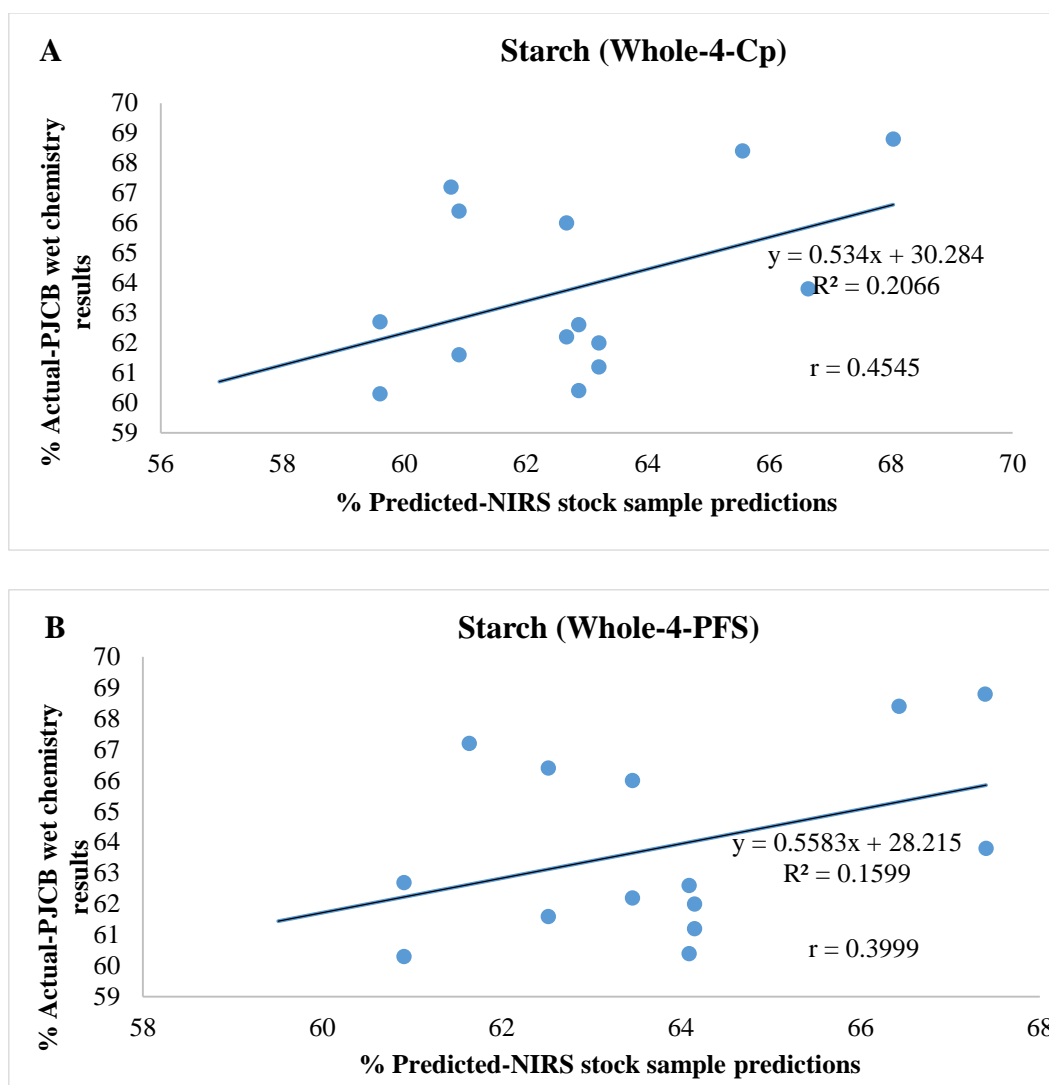 A
Starch (Whole-4-Cp)
% Actual-PJCB wet chemistry
results
70
69
68
67
66
65
64
63
62
61
60
59
y = 0.534x + 30.284
R² = 0.2066
r = 0.4545
56 58 60 62 64 66 68 70
% Predicted-NIRS stock sample predictions
B
Starch (Whole-4-PFS)
% Actual-PJCB wet chemistry
results
70
69
68
67
66
65
64
63
62
61
60
59
y = 0.5583x + 28.215
R² = 0.1599
r = 0.3999
58 60 62 64 66 68
% Predicted-NIRS stock sample predictions